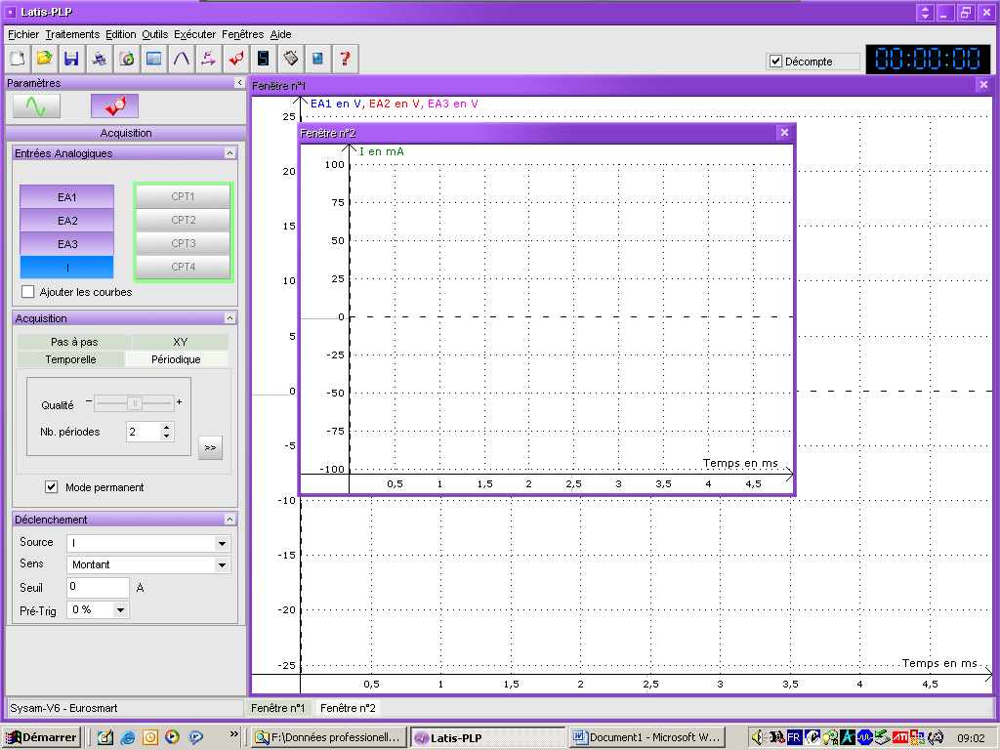 Latis-PLP
Fichier Traitements Edition Outils Exécuter Fenêtres Aide
Décompte
00:00:00
Paramètres
Acquisition
Entrées Analogiques
EA1 CPT1
EA2 CPT2
EA3 CPT3
I CPT4
Ajouter les courbes
Acquisition
Pas à pas XY
Temporelle Périodique
Qualité - +
Nb. périodes 2
>>
Mode permanent
Déclenchement
Source I
Sens Montant
Seuil 0 A
Pré-Trig 0 %
Sysam-V6 - Eurosmart
Fenêtre n°1
EA1 en V, EA2 en V, EA3 en V
25
20
15
10
5
0
-5
-10
-15
-20
-25
Temps en ms
0,5 1 1,5 2 2,5 3 3,5 4 4,5
Fenêtre n°2
I en mA
100
75
50
25
0
-25
-50
-75
-100
Temps en ms
0,5 1 1,5 2 2,5 3 3,5 4 4,5
Fenêtre n°1 Fenêtre n°2
Démarrer
F:\Données professionell...
Latis-PLP
Document1 - Microsoft W...
FR
ATI
09:02